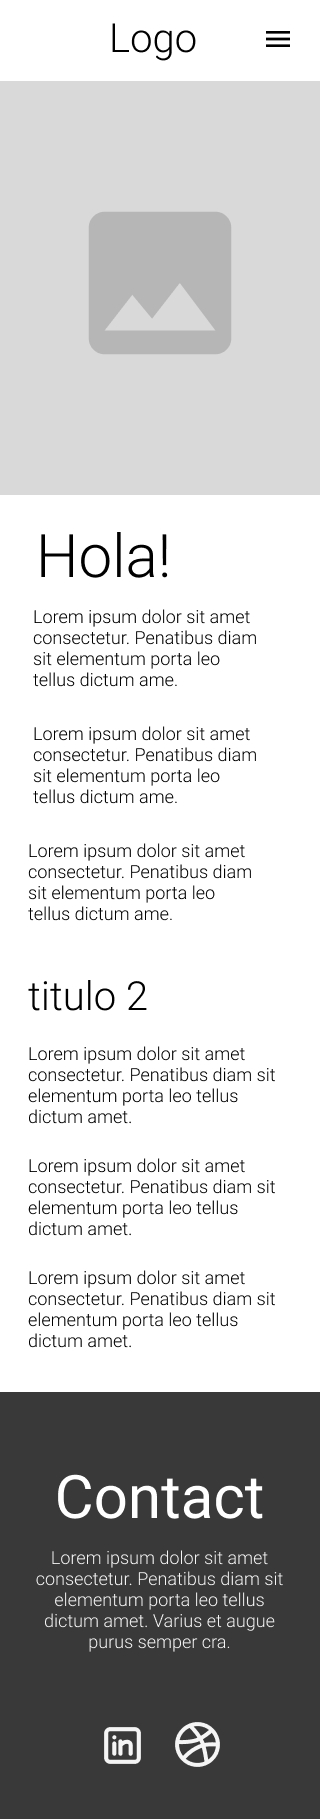 Logo
Hola!
Lorem ipsum dolor sit amet
consectetur. Penatibus diam
sit elementum porta leo
tellus dictum ame.
Lorem ipsum dolor sit amet
consectetur. Penatibus diam
sit elementum porta leo
tellus dictum ame.
Lorem ipsum dolor sit amet
consectetur. Penatibus diam
sit elementum porta leo
tellus dictum ame.
titulo 2
Lorem ipsum dolor sit amet
consectetur. Penatibus diam sit
elementum porta leo tellus
dictum amet.
Lorem ipsum dolor sit amet
consectetur. Penatibus diam sit
elementum porta leo tellus
dictum amet.
Lorem ipsum dolor sit amet
consectetur. Penatibus diam sit
elementum porta leo tellus
dictum amet.
Contact
Lorem ipsum dolor sit amet
consectetur. Penatibus diam sit
elementum porta leo tellus
dictum amet. Varius et augue
purus semper cra.
in